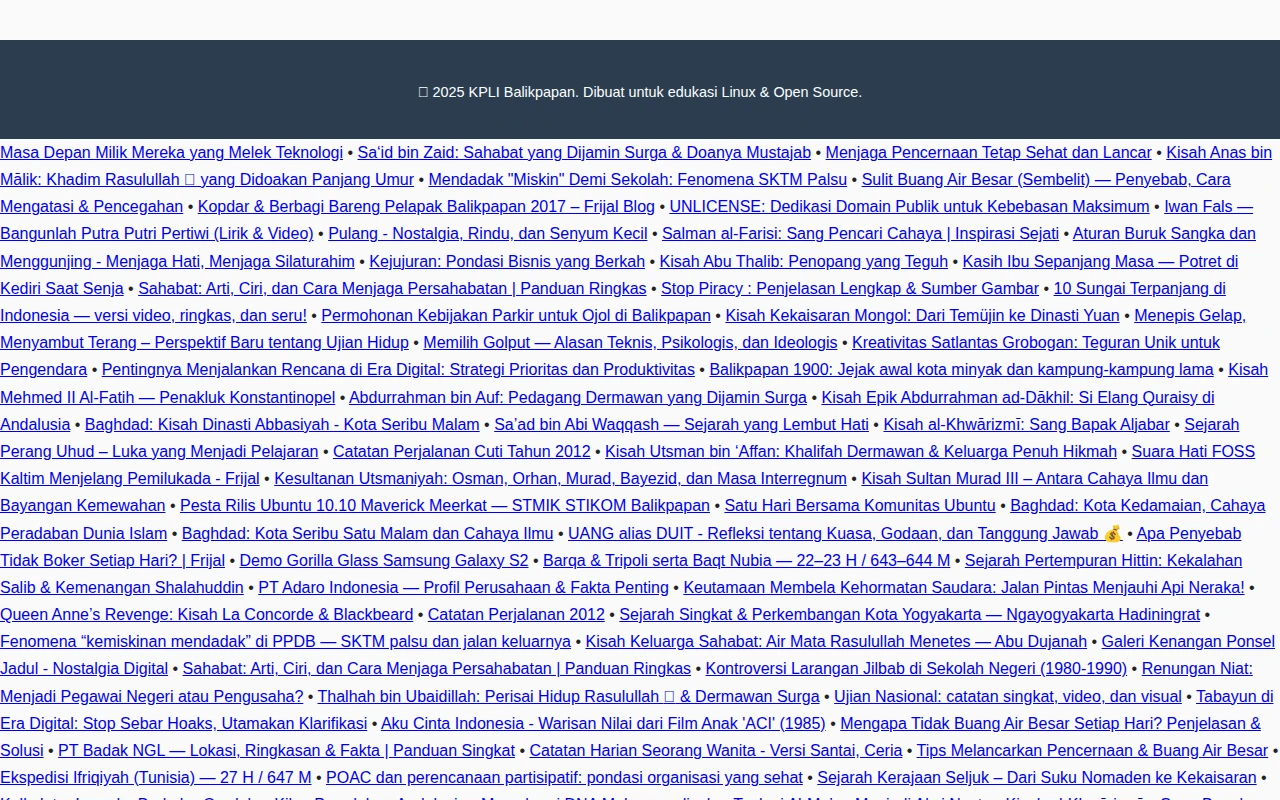 2025 KPLI Balikpapan. Dibuat untuk edukasi Linux & Open Source.
Masa Depan Milik Mereka yang Melek Teknologi • Sa‘id bin Zaid: Sahabat yang Dijamin Surga & Doanya Mustajab • Menjaga Pencernaan Tetap Sehat dan Lancar • Kisah Anas bin
Mālik: Khadim Rasulullah yang Didoakan Panjang Umur • Mendadak "Miskin" Demi Sekolah: Fenomena SKTM Palsu • Sulit Buang Air Besar (Sembelit) — Penyebab, Cara
Mengatasi & Pencegahan • Kopdar & Berbagi Bareng Pelapak Balikpapan 2017 – Frijal Blog • UNLICENSE: Dedikasi Domain Publik untuk Kebebasan Maksimum • Iwan Fals —
Bangunlah Putra Putri Pertiwi (Lirik & Video) • Pulang - Nostalgia, Rindu, dan Senyum Kecil • Salman al-Farisi: Sang Pencari Cahaya | Inspirasi Sejati • Aturan Buruk Sangka dan
Menggunjing - Menjaga Hati, Menjaga Silaturahim • Kejujuran: Pondasi Bisnis yang Berkah • Kisah Abu Thalib: Penopang yang Teguh • Kasih Ibu Sepanjang Masa — Potret di
Kediri Saat Senja • Sahabat: Arti, Ciri, dan Cara Menjaga Persahabatan | Panduan Ringkas • Stop Piracy : Penjelasan Lengkap & Sumber Gambar • 10 Sungai Terpanjang di
Indonesia — versi video, ringkas, dan seru! • Permohonan Kebijakan Parkir untuk Ojol di Balikpapan • Kisah Kekaisaran Mongol: Dari Temüjin ke Dinasti Yuan • Menepis Gelap,
Menyambut Terang – Perspektif Baru tentang Ujian Hidup • Memilih Golput — Alasan Teknis, Psikologis, dan Ideologis • Kreativitas Satlantas Grobogan: Teguran Unik untuk
Pengendara • Pentingnya Menjalankan Rencana di Era Digital: Strategi Prioritas dan Produktivitas • Balikpapan 1900: Jejak awal kota minyak dan kampung-kampung lama • Kisah
Mehmed II Al-Fatih — Penakluk Konstantinopel • Abdurrahman bin Auf: Pedagang Dermawan yang Dijamin Surga • Kisah Epik Abdurrahman ad-Dākhil: Si Elang Quraisy di
Andalusia • Baghdad: Kisah Dinasti Abbasiyah - Kota Seribu Malam • Sa’ad bin Abi Waqqash — Sejarah yang Lembut Hati • Kisah al-Khwārizmī: Sang Bapak Aljabar • Sejarah
Perang Uhud – Luka yang Menjadi Pelajaran • Catatan Perjalanan Cuti Tahun 2012 • Kisah Utsman bin ‘Affan: Khalifah Dermawan & Keluarga Penuh Hikmah • Suara Hati FOSS
Kaltim Menjelang Pemilukada - Frijal • Kesultanan Utsmaniyah: Osman, Orhan, Murad, Bayezid, dan Masa Interregnum • Kisah Sultan Murad III – Antara Cahaya Ilmu dan
Bayangan Kemewahan • Pesta Rilis Ubuntu 10.10 Maverick Meerkat — STMIK STIKOM Balikpapan • Satu Hari Bersama Komunitas Ubuntu • Baghdad: Kota Kedamaian, Cahaya
Peradaban Dunia Islam • Baghdad: Kota Seribu Satu Malam dan Cahaya Ilmu • UANG alias DUIT - Refleksi tentang Kuasa, Godaan, dan Tanggung Jawab 💰 • Apa Penyebab
Tidak Boker Setiap Hari? | Frijal • Demo Gorilla Glass Samsung Galaxy S2 • Barqa & Tripoli serta Baqt Nubia — 22–23 H / 643–644 M • Sejarah Pertempuran Hittin: Kekalahan
Salib & Kemenangan Shalahuddin • PT Adaro Indonesia — Profil Perusahaan & Fakta Penting • Keutamaan Membela Kehormatan Saudara: Jalan Pintas Menjauhi Api Neraka! •
Queen Anne’s Revenge: Kisah La Concorde & Blackbeard • Catatan Perjalanan 2012 • Sejarah Singkat & Perkembangan Kota Yogyakarta — Ngayogyakarta Hadiningrat •
Fenomena “kemiskinan mendadak” di PPDB — SKTM palsu dan jalan keluarnya • Kisah Keluarga Sahabat: Air Mata Rasulullah Menetes — Abu Dujanah • Galeri Kenangan Ponsel
Jadul - Nostalgia Digital • Sahabat: Arti, Ciri, dan Cara Menjaga Persahabatan | Panduan Ringkas • Kontroversi Larangan Jilbab di Sekolah Negeri (1980-1990) • Renungan Niat:
Menjadi Pegawai Negeri atau Pengusaha? • Thalhah bin Ubaidillah: Perisai Hidup Rasulullah & Dermawan Surga • Ujian Nasional: catatan singkat, video, dan visual • Tabayun di
Era Digital: Stop Sebar Hoaks, Utamakan Klarifikasi • Aku Cinta Indonesia - Warisan Nilai dari Film Anak 'ACI' (1985) • Mengapa Tidak Buang Air Besar Setiap Hari? Penjelasan &
Solusi • PT Badak NGL — Lokasi, Ringkasan & Fakta | Panduan Singkat • Catatan Harian Seorang Wanita - Versi Santai, Ceria • Tips Melancarkan Pencernaan & Buang Air Besar •
Ekspedisi Ifriqiyah (Tunisia) — 27 H / 647 M • POAC dan perencanaan partisipatif: pondasi organisasi yang sehat • Sejarah Kerajaan Seljuk – Dari Suku Nomaden ke Kekaisaran •